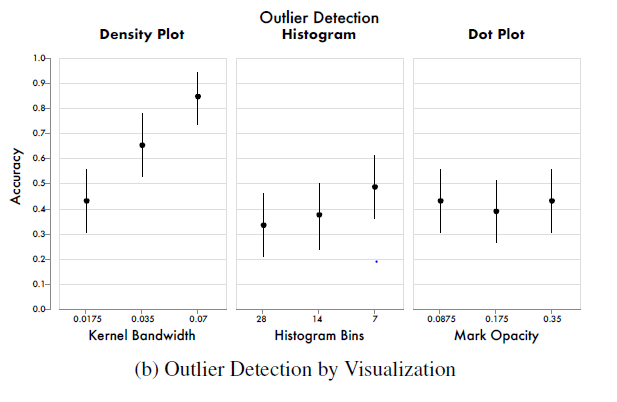 Outlier Detection
Density Plot Histogram Dot Plot
Accuracy
1.0
0.9
0.8
0.7
0.6
0.5
0.4
0.3
0.2
0.1
0.0
0.0175 0.035 0.07 28 14 7 0.0875 0.175 0.35
Kernel Bandwidth Histogram Bins Mark Opacity
(b) Outlier Detection by Visualization